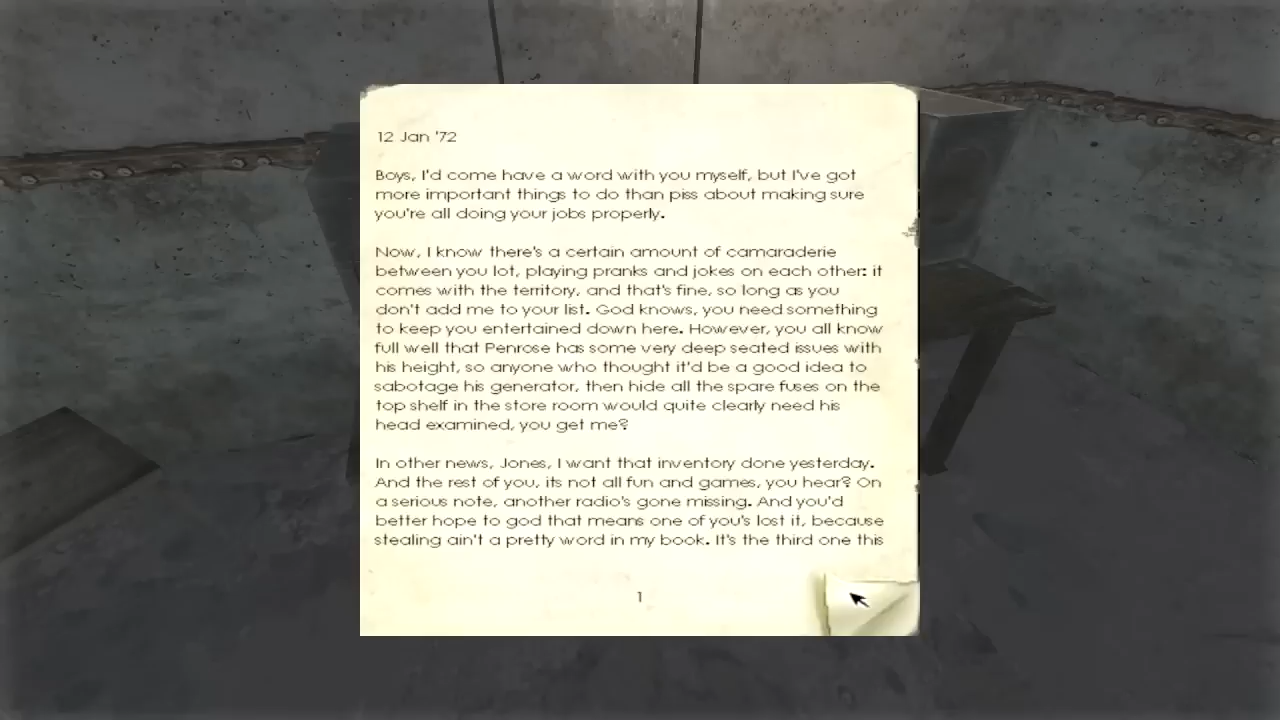 12 Jan '72
Boys, I'd come have a word with you myself, but I've got
more important things to do than piss about making sure
you're all doing your jobs properly.
Now, I know there's a certain amount of camaraderie
between you lot, playing pranks and jokes on each other: it
comes with the territory, and that's fine, so long as you
don't add me to your list. God knows, you need something
to keep you entertained down here. However, you all know
full well that Penrose has some very deep seated issues with
his height, so anyone who thought it'd be a good idea to
sabotage his generator, then hide all the spare fuses on the
top shelf in the store room would quite clearly need his
head examined, you get me?
In other news, Jones, I want that inventory done yesterday.
And the rest of you, its not all fun and games, you hear? On
a serious note, another radio's gone missing. And you'd
better hope to god that means one of you's lost it, because
stealing ain't a pretty word in my book. It's the third one this
1